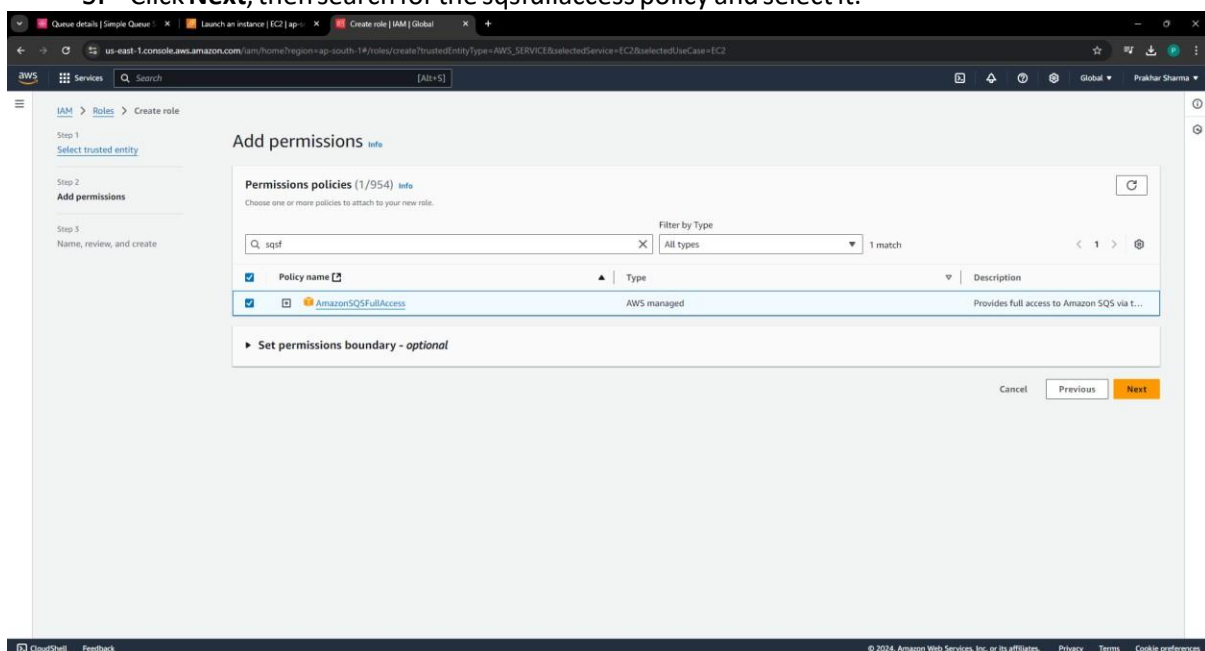 Click Next, then search for the sqsfullaccess policy and select it.
Queue details | Simple Queue S
Launch an instance | EC2 | ap-s
Create role | IAM | Global
us-east-1.console.aws.amazon.com/iam/home?region=ap-south-1#/roles/create?trustedEntityType=AWS_SERVICE&selectedService=EC2&selectedUseCase=EC2
aws Services Search [Alt+S] Global Prakhar Sharma
IAM > Roles > Create role
Step 1
Select trusted entity
Step 2
Add permissions
Step 3
Name, review, and create
Add permissions Info
Permissions policies (1/954) Info
Choose one or more policies to attach to your new role.
Filter by Type
sqsf All types 1 match 1
Policy name Type Description
AmazonSQSFullAccess AWS managed Provides full access to Amazon SQS via t...
Set permissions boundary - optional
Cancel Previous Next
CloudShell Feedback © 2024, Amazon Web Services, Inc. or its affiliates. Privacy Terms Cookie preferences